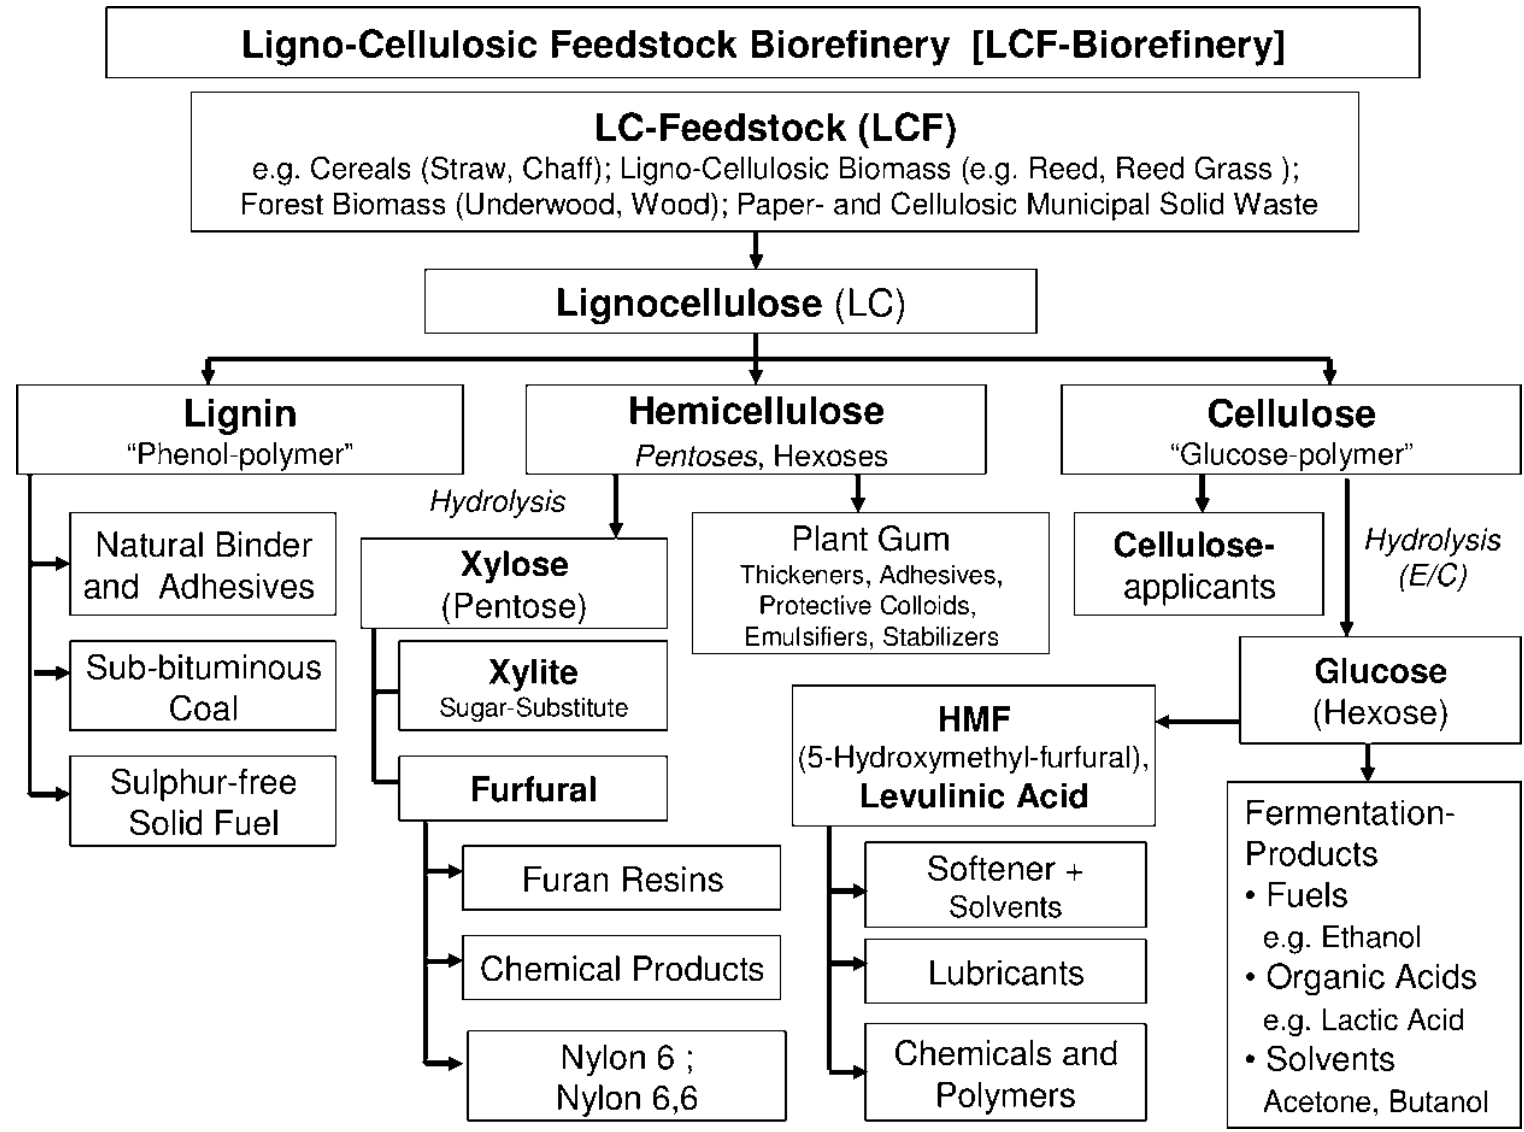 Ligno-Cellulosic Feedstock Biorefinery [LCF-Biorefinery]
LC-Feedstock (LCF)
e.g. Cereals (Straw, Chaff); Ligno-Cellulosic Biomass (e.g. Reed, Reed Grass );
Forest Biomass (Underwood, Wood); Paper- and Cellulosic Municipal Solid Waste
Lignocellulose (LC)
Lignin
“Phenol-polymer”
Hemicellulose
Pentoses, Hexoses
Cellulose
“Glucose-polymer”
Natural Binder
and Adhesives
Sub-bituminous
Coal
Sulphur-free
Solid Fuel
Hydrolysis
Xylose
(Pentose)
Xylite
Sugar-Substitute
Furfural
Furan Resins
Chemical Products
Nylon 6 ;
Nylon 6,6
Plant Gum
Thickeners, Adhesives,
Protective Colloids,
Emulsifiers, Stabilizers
Cellulose-
applicants
Hydrolysis
(E/C)
Glucose
(Hexose)
HMF
(5-Hydroxymethyl-furfural),
Levulinic Acid
Softener +
Solvents
Lubricants
Chemicals and
Polymers
Fermentation-
Products
• Fuels
e.g. Ethanol
• Organic Acids
e.g. Lactic Acid
• Solvents
Acetone, Butanol